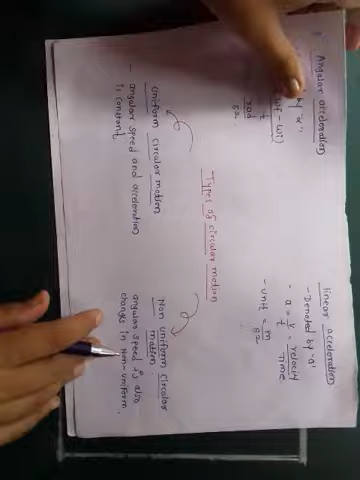 Angular acceleration
by "α",
(wf - wi)
t
rad
s2.
linear acceleration
- Denoted by 'a'
- a = v = velocity
t Time
- unit = m
s2
Types of circular motion
uniform circular motion
- angular speed and acceleration
is constant
Non uniform circular
motion.
angular speed is also
changes in non-uniform.